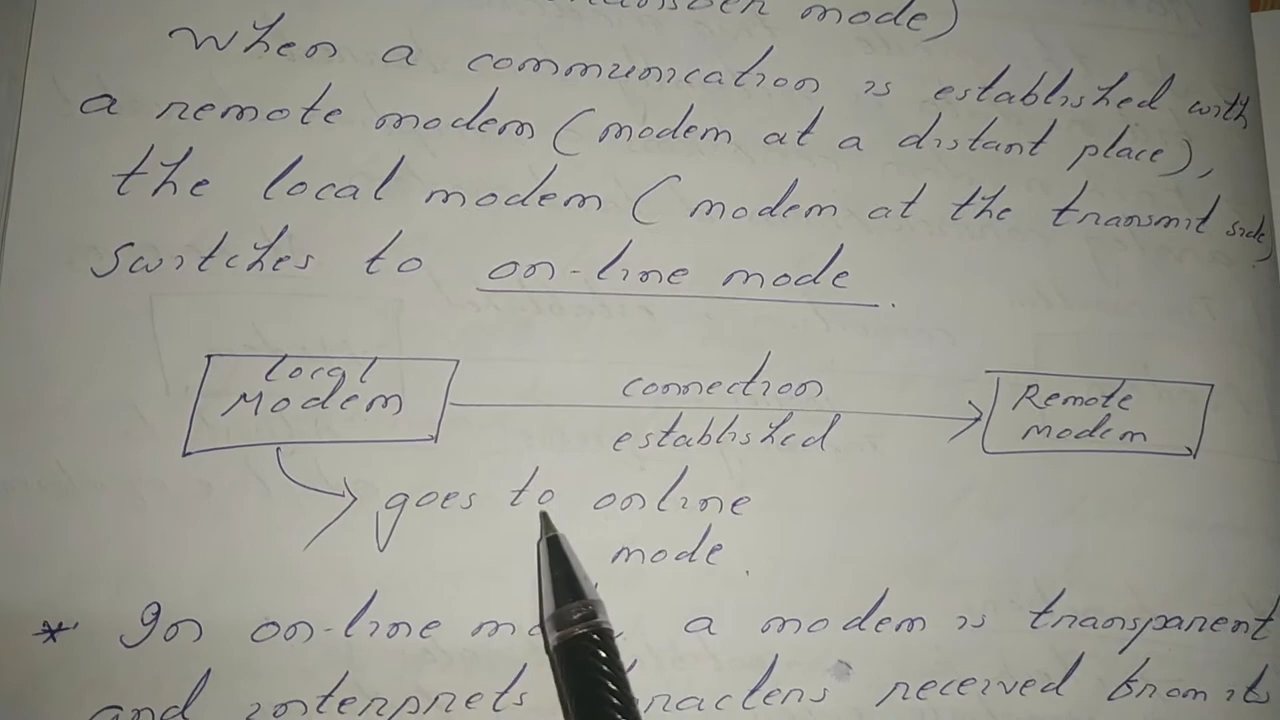 mode)
When a communication is established with
a remote modem (modem at a distant place),
the local modem (modem at the transmit side)
switches to on-line mode.
Local
Modem
connection
established
Remote
modem
goes to online
mode.
* In on-line a modem is transparent
and interprets received from its